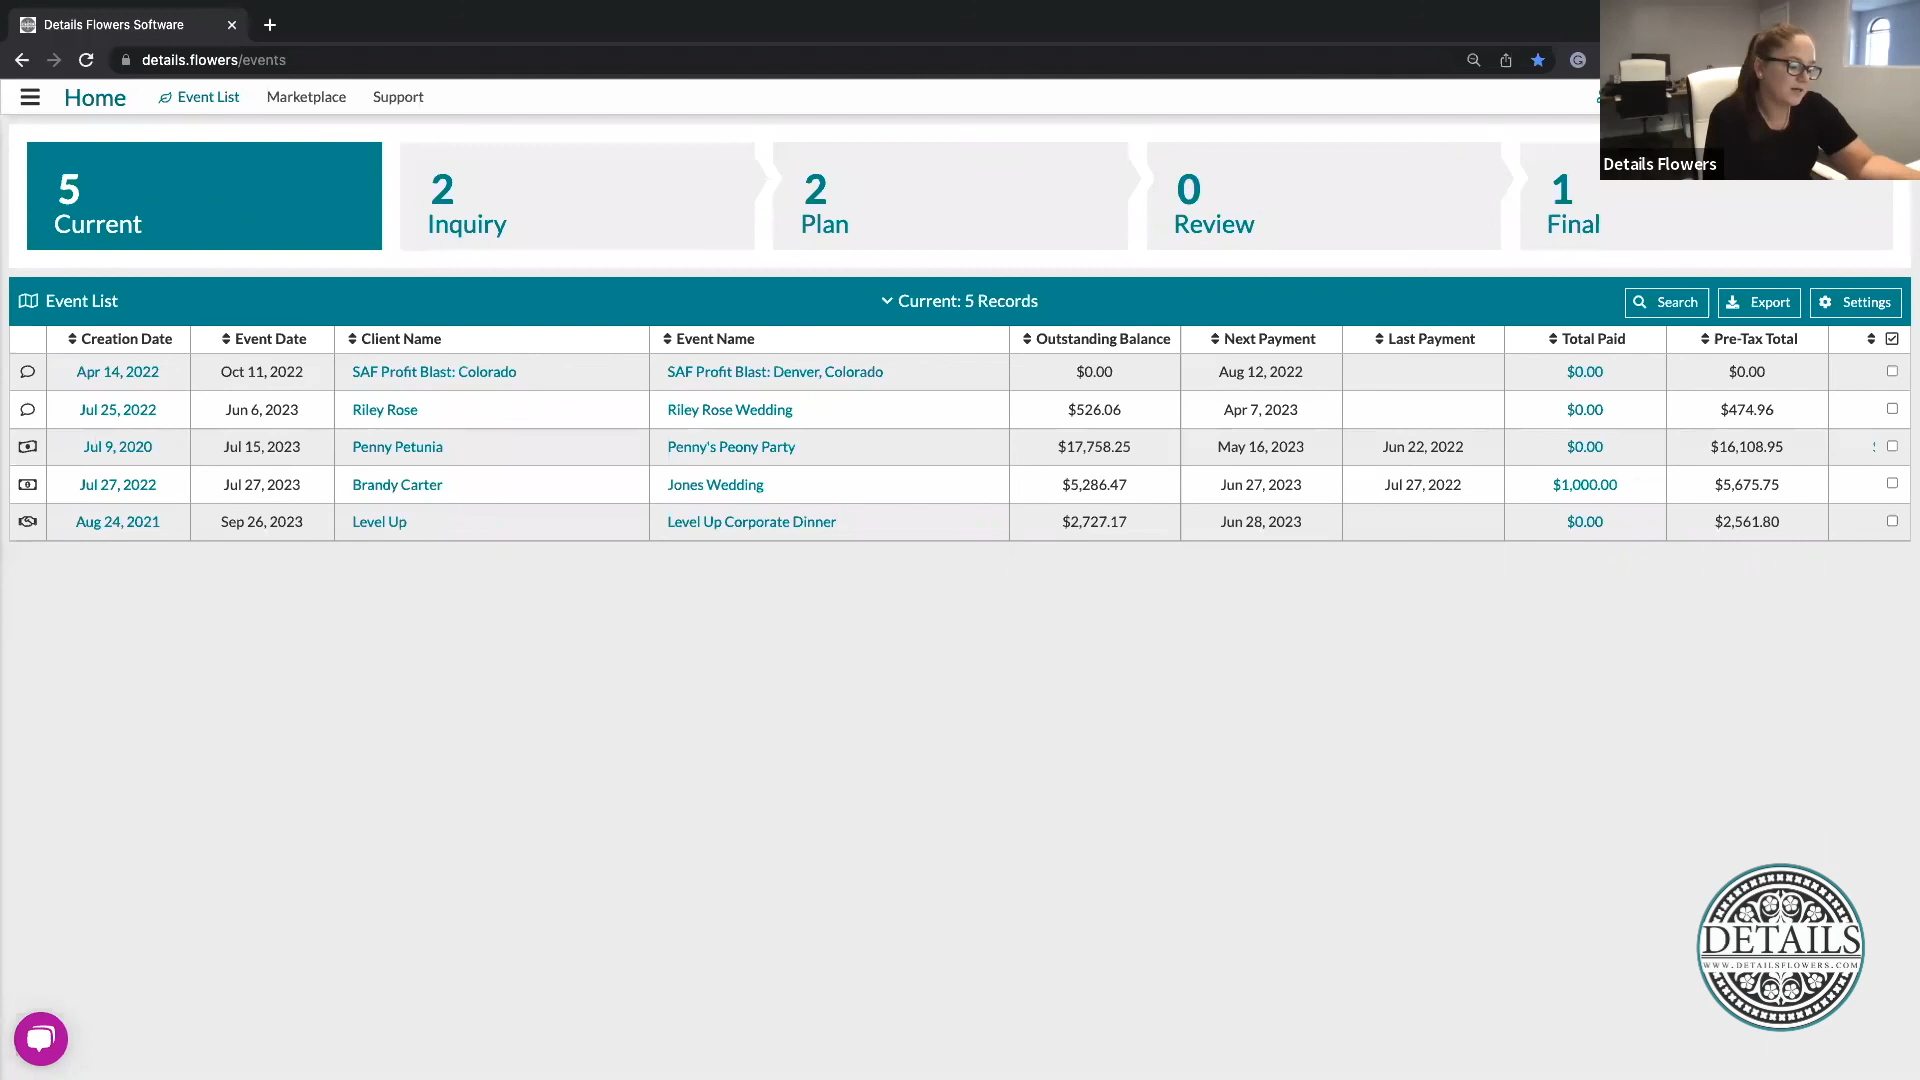 Details Flowers Software
details.flowers/events
Home Event List Marketplace Support
Details Flowers
5 2 2 0 1
Current Inquiry Plan Review Final
Event List Current: 5 Records Search Export Settings
Creation Date Event Date Client Name Event Name Outstanding Balance Next Payment Last Payment Total Paid Pre-Tax Total
Apr 14, 2022 Oct 11, 2022 SAF Profit Blast: Colorado SAF Profit Blast: Denver, Colorado $0.00 Aug 12, 2022 $0.00 $0.00
Jul 25, 2022 Jun 6, 2023 Riley Rose Riley Rose Wedding $526.06 Apr 7, 2023 $0.00 $474.96
Jul 9, 2020 Jul 15, 2023 Penny Petunia Penny's Peony Party $17,758.25 May 16, 2023 Jun 22, 2022 $0.00 $16,108.95
Jul 27, 2022 Jul 27, 2023 Brandy Carter Jones Wedding $5,286.47 Jun 27, 2023 Jul 27, 2022 $1,000.00 $5,675.75
Aug 24, 2021 Sep 26, 2023 Level Up Level Up Corporate Dinner $2,727.17 Jun 28, 2023 $0.00 $2,561.80
DETAILS
WWW.DETAILSFLOWERS.COM